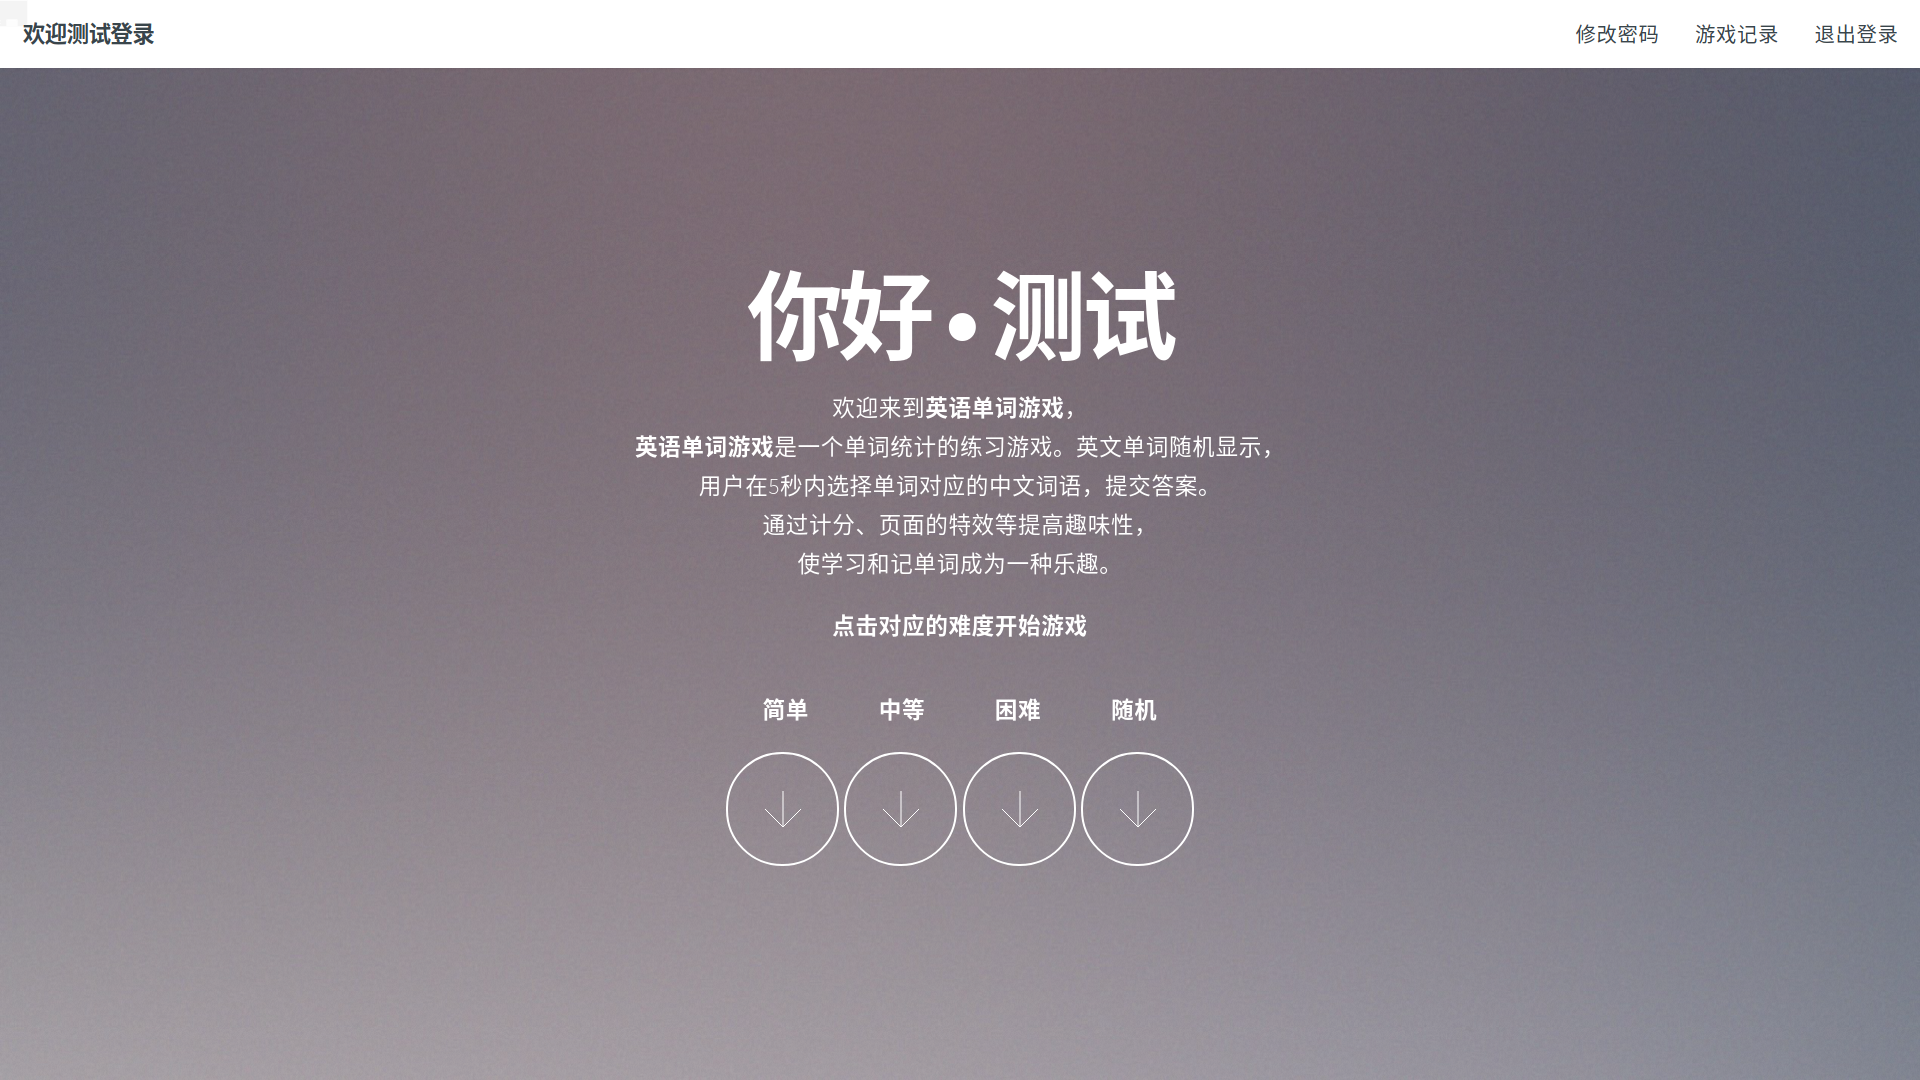 欢迎测试登录
修改密码 游戏记录 退出登录
你好•测试
欢迎来到英语单词游戏，
英语单词游戏是一个单词统计的练习游戏。英文单词随机显示，
用户在5秒内选择单词对应的中文词语，提交答案。
通过计分、页面的特效等提高趣味性，
使学习和记单词成为一种乐趣。
点击对应的难度开始游戏
简单 中等 困难 随机